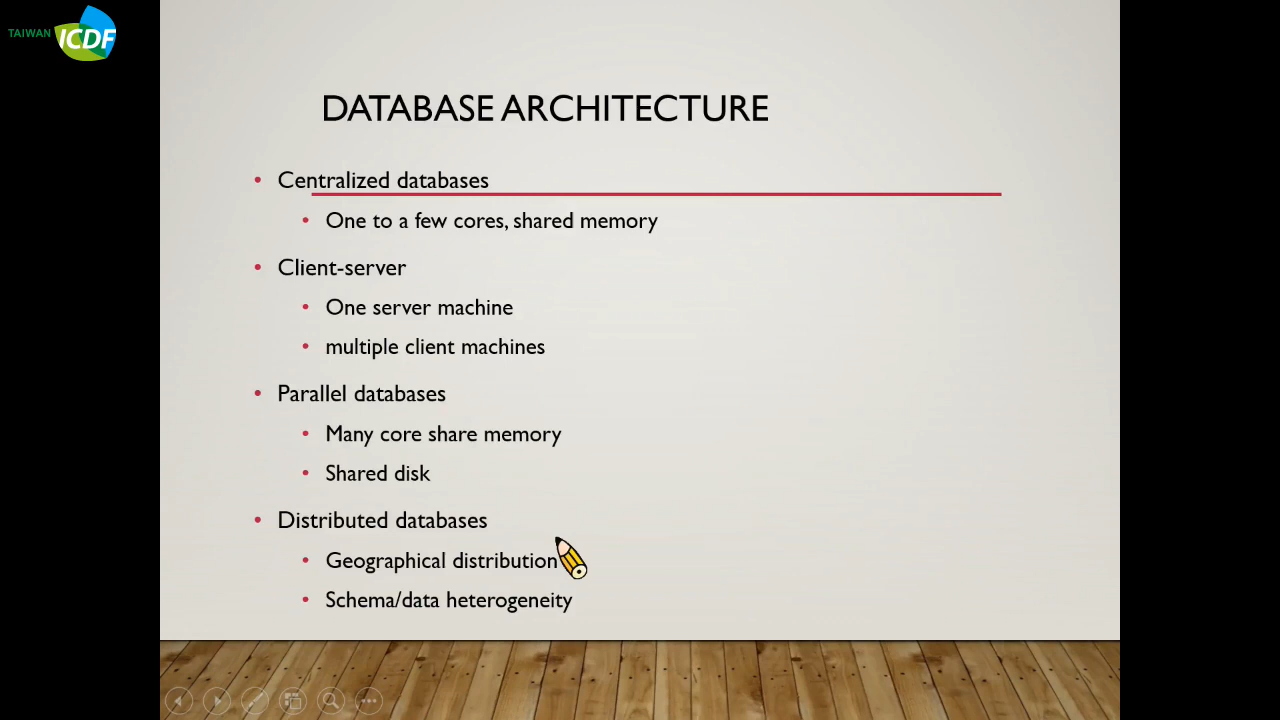 TAIWAN ICDF
DATABASE ARCHITECTURE
• Centralized databases
• One to a few cores, shared memory
• Client-server
• One server machine
• multiple client machines
• Parallel databases
• Many core share memory
• Shared disk
• Distributed databases
• Geographical distribution
• Schema/data heterogeneity